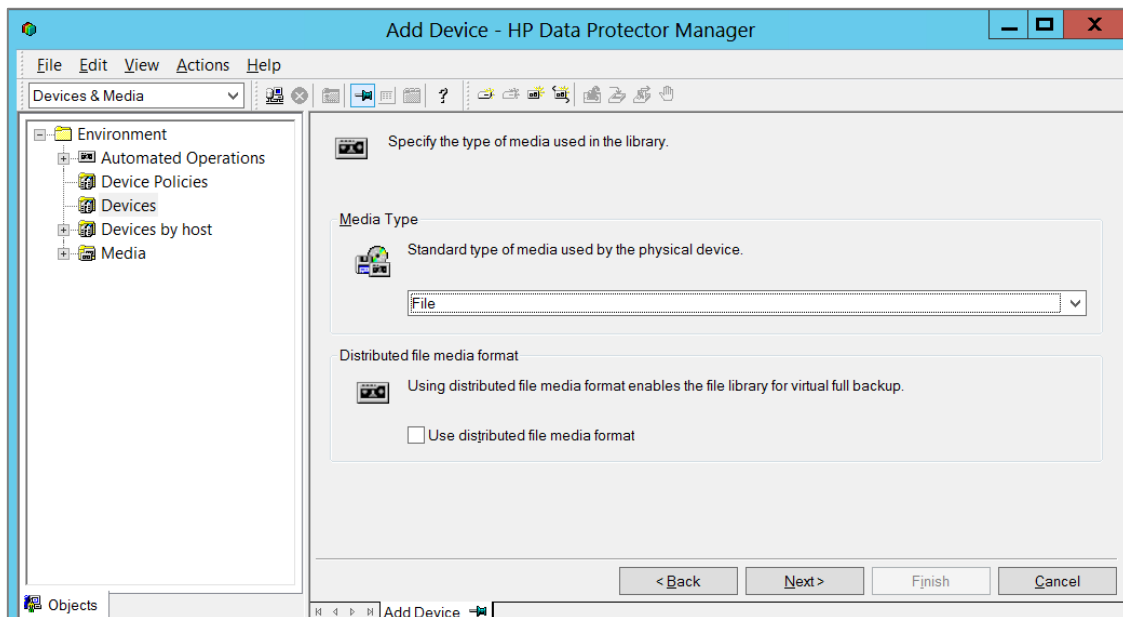 Add Device - HP Data Protector Manager
X
File Edit View Actions Help
Devices & Media
?
Environment
Automated Operations
Device Policies
Devices
Devices by host
Media
Objects
Specify the type of media used in the library.
Media Type
Standard type of media used by the physical device.
File
Distributed file media format
Using distributed file media format enables the file library for virtual full backup.
Use distributed file media format
< Back Next > Finish Cancel
Add Device